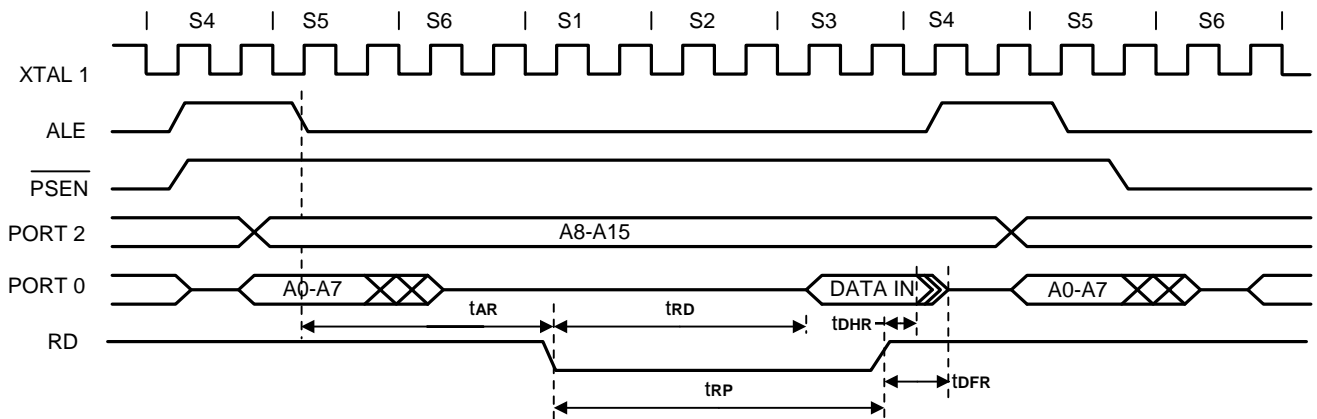 | S4 | S5 | S6 | S1 | S2 | S3 | S4 | S5 | S6 |
XTAL 1
ALE
PSEN
PORT 2 A8-A15
PORT 0 A0-A7 DATA IN A0-A7
tAR tRD tDHR
RD
tRP tDFR